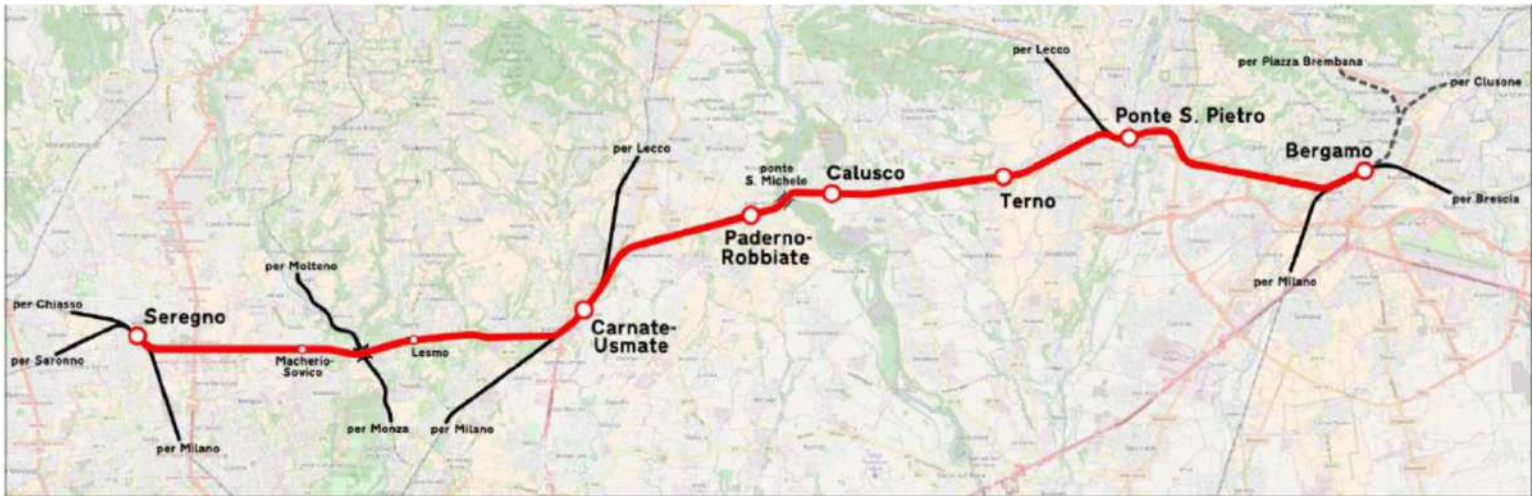 per Lecco
per Piazza Brembana
per Clusone
Ponte S. Pietro
Bergamo
per Brescia
per Milano
per Lecco
ponte
S. Michele
Calusco
Terno
Paderno-
Robbiate
per Molteno
per Chiasso
Seregno
per Saronno
Macherio-
Sovico
Lesmo
Carnate-
Usmate
per Milano
per Monza
per Milano